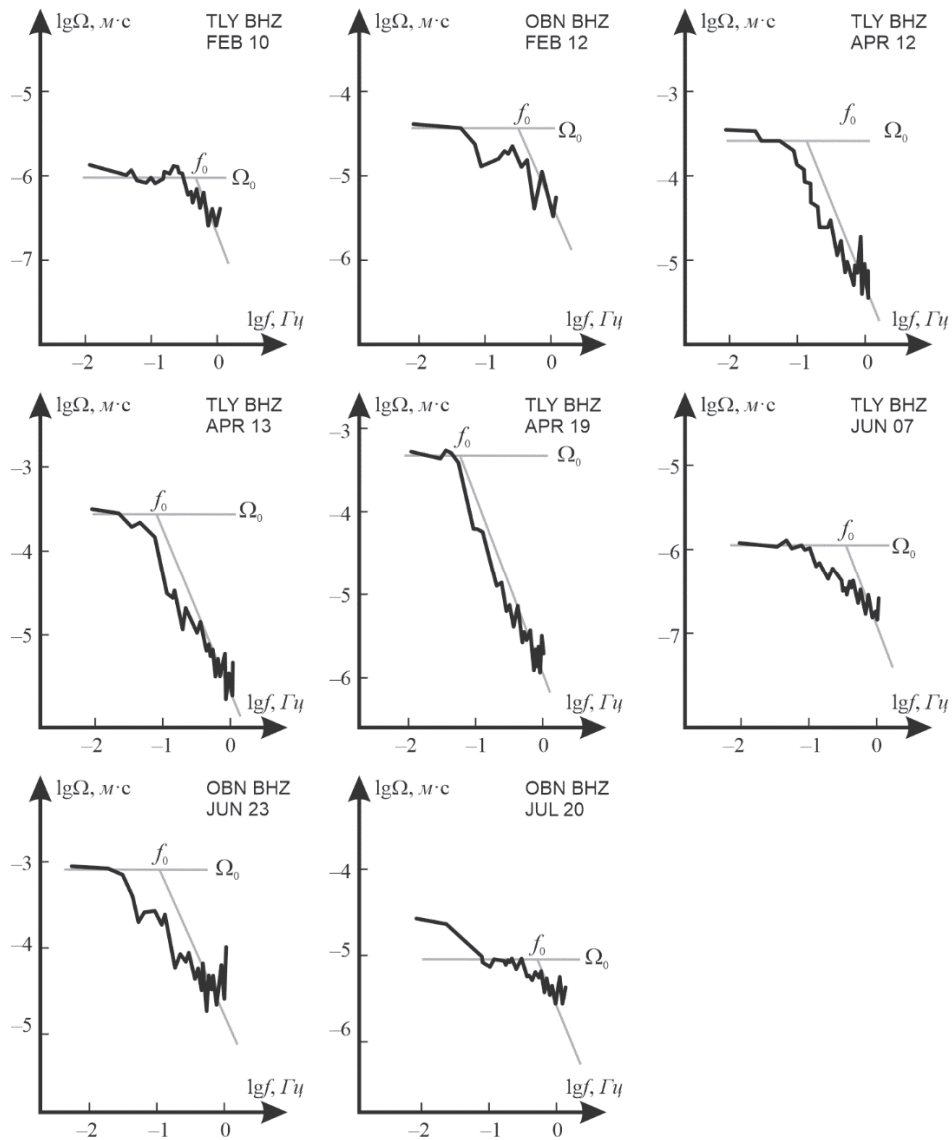 lgΩ, м·с TLY BHZ
FEB 10
–5
–6
–7
f₀
Ω₀
lgf, Гц
–2 –1 0
lgΩ, м·с OBN BHZ
FEB 12
–4
–5
–6
f₀
Ω₀
lgf, Гц
–2 –1 0
lgΩ, м·с TLY BHZ
APR 12
–3
–4
–5
f₀
Ω₀
lgf, Гц
–2 –1 0
lgΩ, м·с TLY BHZ
APR 13
–3
–4
–5
f₀
Ω₀
lgf, Гц
–2 –1 0
lgΩ, м·с TLY BHZ
APR 19
–3
–4
–5
–6
f₀
Ω₀
lgf, Гц
–2 –1 0
lgΩ, м·с TLY BHZ
JUN 07
–5
–6
–7
f₀
Ω₀
lgf, Гц
–2 –1 0
lgΩ, м·с OBN BHZ
JUN 23
–3
–4
–5
f₀
Ω₀
lgf, Гц
–2 –1 0
lgΩ, м·с OBN BHZ
JUL 20
–4
–5
–6
f₀
Ω₀
lgf, Гц
–2 –1 0